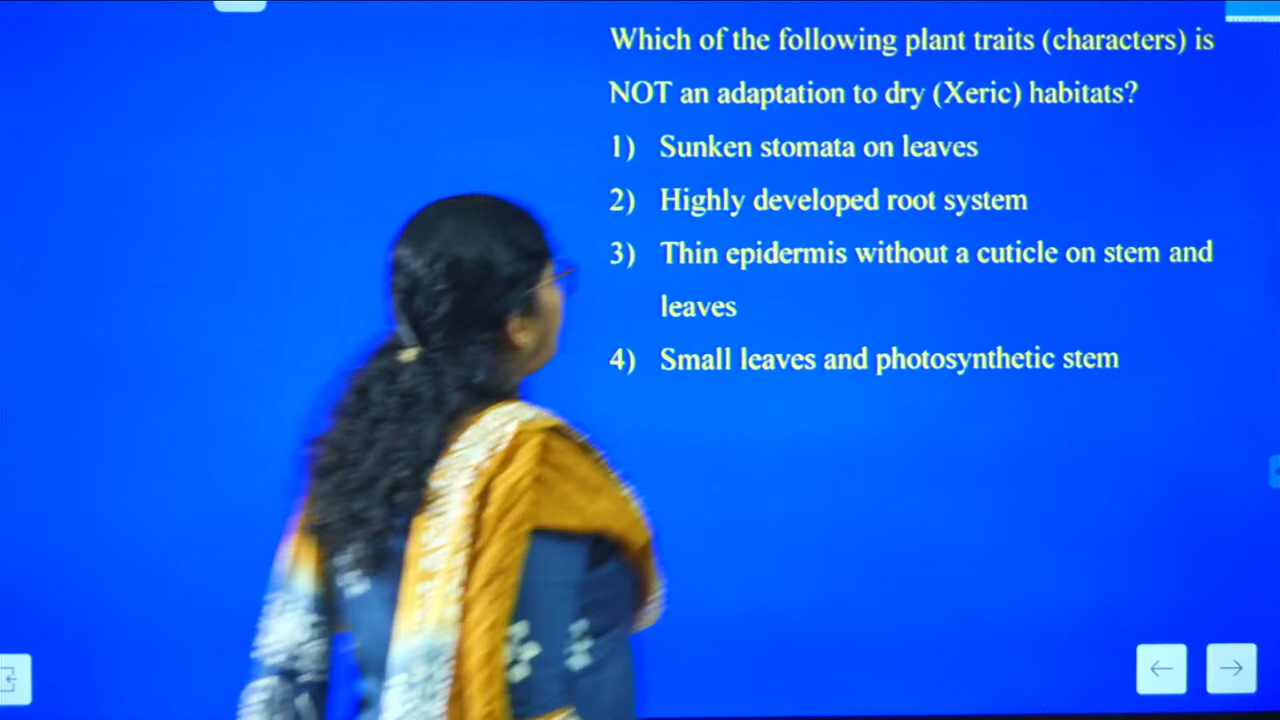 Which of the following plant traits (characters) is
NOT an adaptation to dry (Xeric) habitats?
1) Sunken stomata on leaves
2) Highly developed root system
3) Thin epidermis without a cuticle on stem and
leaves
4) Small leaves and photosynthetic stem